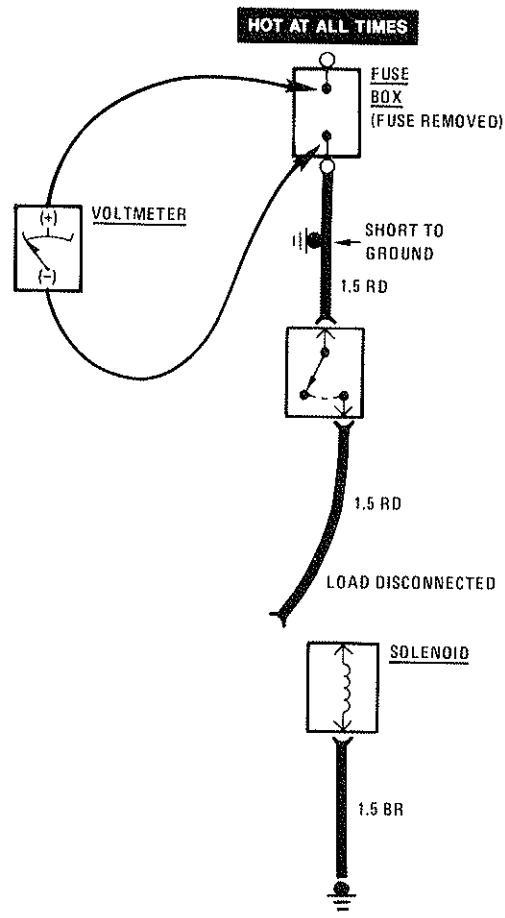 HOT AT ALL TIMES
FUSE
BOX
(FUSE REMOVED)
(+)
VOLTMETER
(-)
SHORT TO
GROUND
1.5 RD
1.5 RD
LOAD DISCONNECTED
SOLENOID
1.5 BR